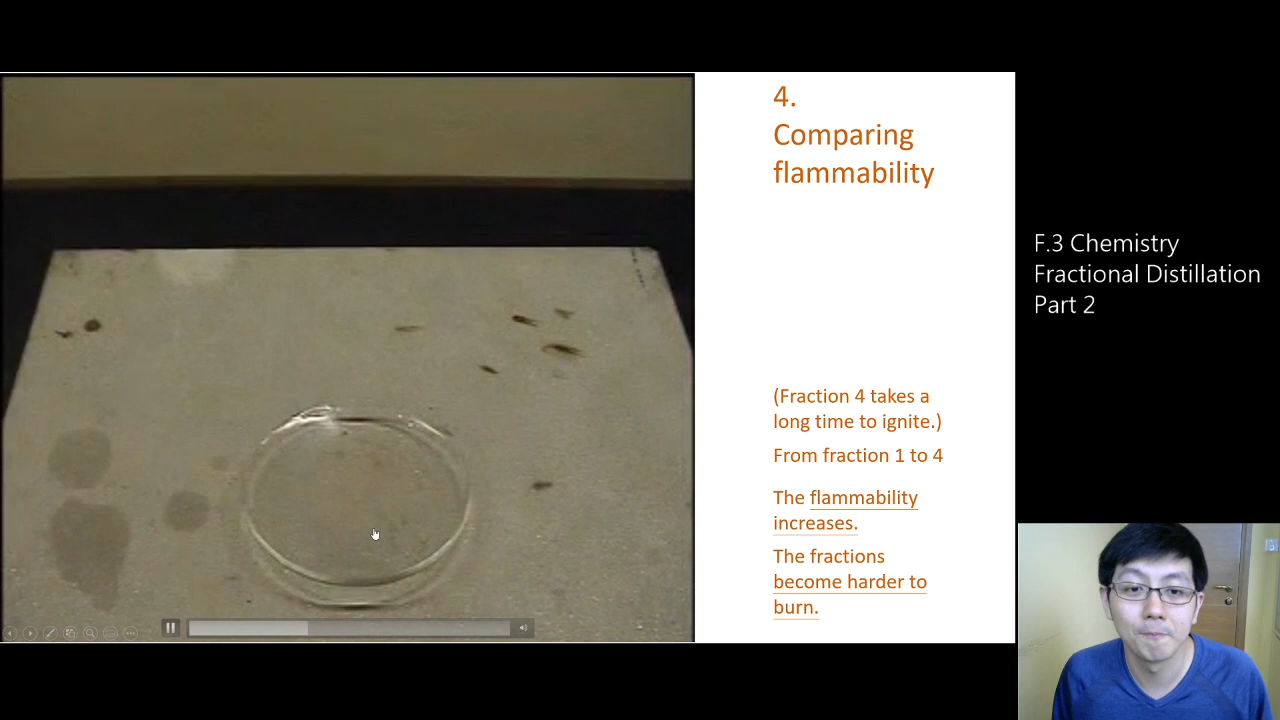 4.
Comparing
flammability
(Fraction 4 takes a
long time to ignite.)
From fraction 1 to 4
The flammability
increases.
The fractions
become harder to
burn.
F.3 Chemistry
Fractional Distillation
Part 2